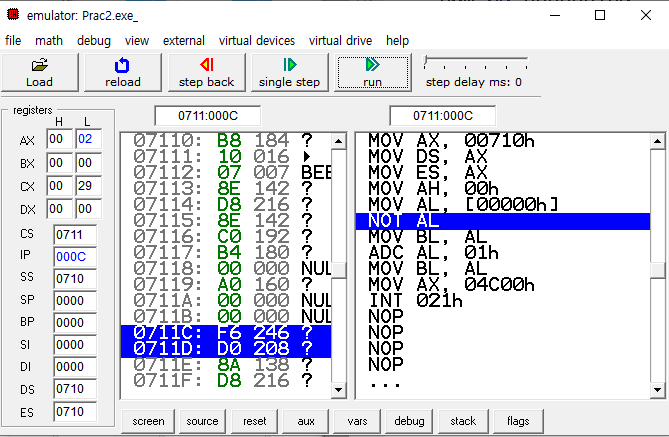 emulator: Prac2.exe_
file math debug view external virtual devices virtual drive help
Load reload step back single step run step delay ms: 0
registers
H L
AX 00 02
BX 00 00
CX 00 29
DX 00 00
CS 0711
IP 000C
SS 0710
SP 0000
BP 0000
SI 0000
DI 0000
DS 0710
ES 0710
0711:000C
07110: B8 184 ?
07111: 10 016
07112: 07 007 BEE
07113: 8E 142 ?
07114: D8 216 ?
07115: 8E 142 ?
07116: C0 192 ?
07117: B4 180 ?
07118: 00 000 NUL
07119: A0 160 ?
0711A: 00 000 NUL
0711B: 00 000 NUL
0711C: F6 246 ?
0711D: D0 208 ?
0711E: 8A 138 ?
0711F: D8 216 ?
0711:000C
MOV AX, 00710h
MOV DS, AX
MOV ES, AX
MOV AH, 00h
MOV AL, [00000h]
NOT AL
MOV BL, AL
ADC AL, 01h
MOV BL, AL
MOV AX, 04C00h
INT 021h
NOP
NOP
NOP
NOP
...
screen source reset aux vars debug stack flags